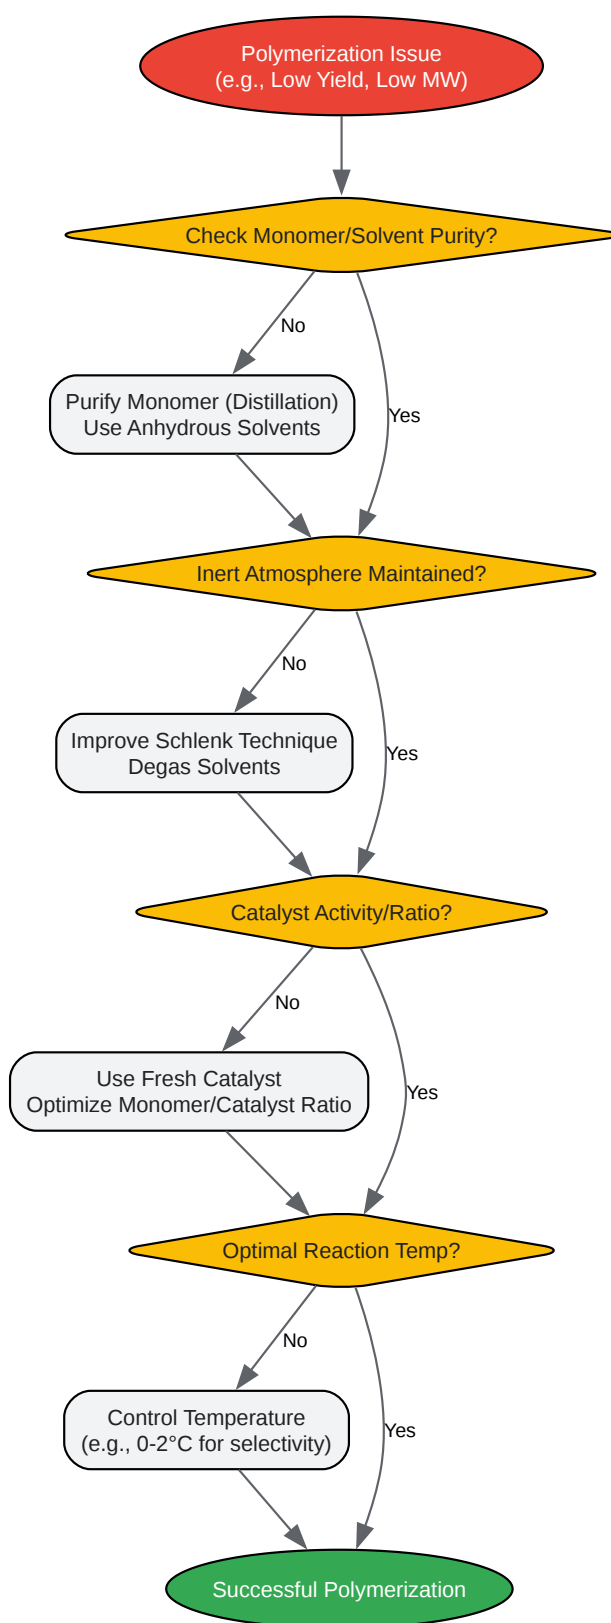 Polymerization Issue
(e.g., Low Yield, Low MW)
Check Monomer/Solvent Purity?
No
Purify Monomer (Distillation)
Use Anhydrous Solvents
Yes
Inert Atmosphere Maintained?
No
Improve Schlenk Technique
Degas Solvents
Yes
Catalyst Activity/Ratio?
No
Use Fresh Catalyst
Optimize Monomer/Catalyst Ratio
Yes
Optimal Reaction Temp?
No
Control Temperature
(e.g., 0-2°C for selectivity)
Yes
Successful Polymerization